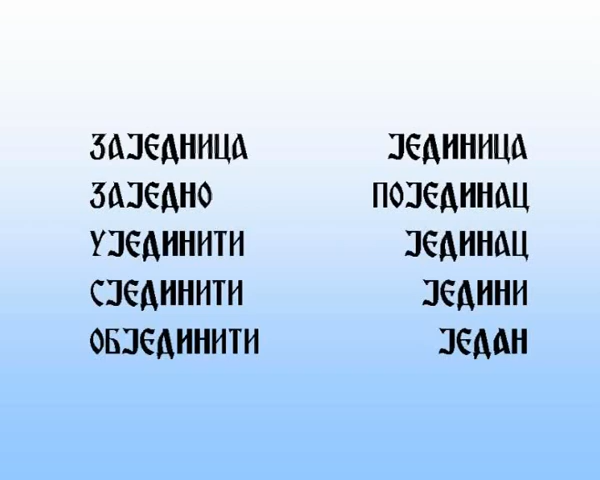 ЗАЈЕДНИЦА ЈЕДИНИЦА
ЗАЈЕДНО ПОЈЕДИНАЦ
УЈЕДИНИТИ ЈЕДИНАЦ
СЈЕДИНИТИ ЈЕДИНИ
ОБЈЕДИНИТИ ЈЕДАН